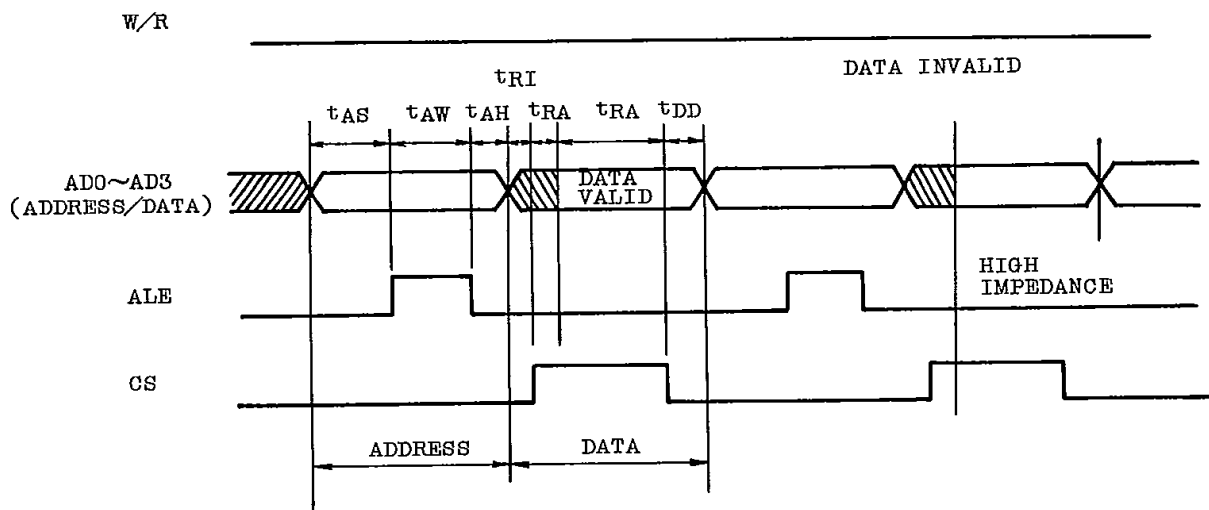 W/R
DATA INVALID
tRI
tAS tAW tAH tRA tRA tDD
AD0~AD3
(ADDRESS/DATA)
DATA
VALID
HIGH
IMPEDANCE
ALE
CS
ADDRESS DATA